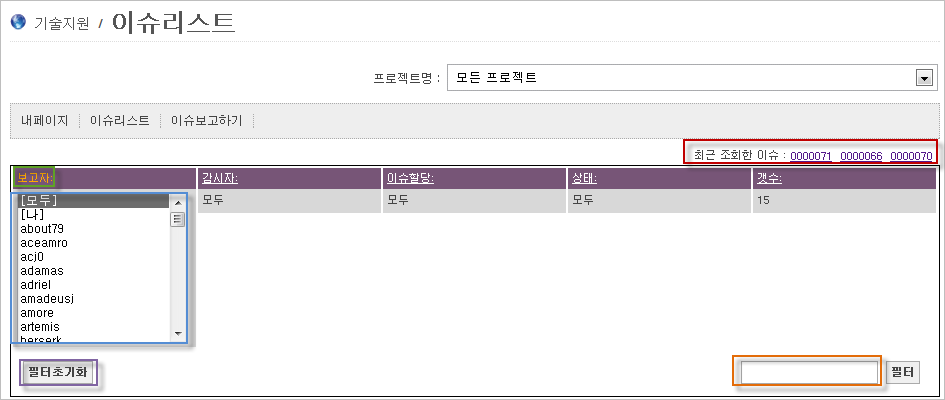 기술지원 / 이슈리스트
프로젝트명 : 모든 프로젝트
내페이지 이슈리스트 이슈보고하기
최근 조회한 이슈 : 0000071 0000066 0000070
보고자: 감시자: 이슈할당: 상태: 갯수:
[모두] 모두 모두 모두 15
[나]
about79
aceamro
acj0
adamas
adriel
amadeusj
amore
artemis
berserk
필터초기화 필터